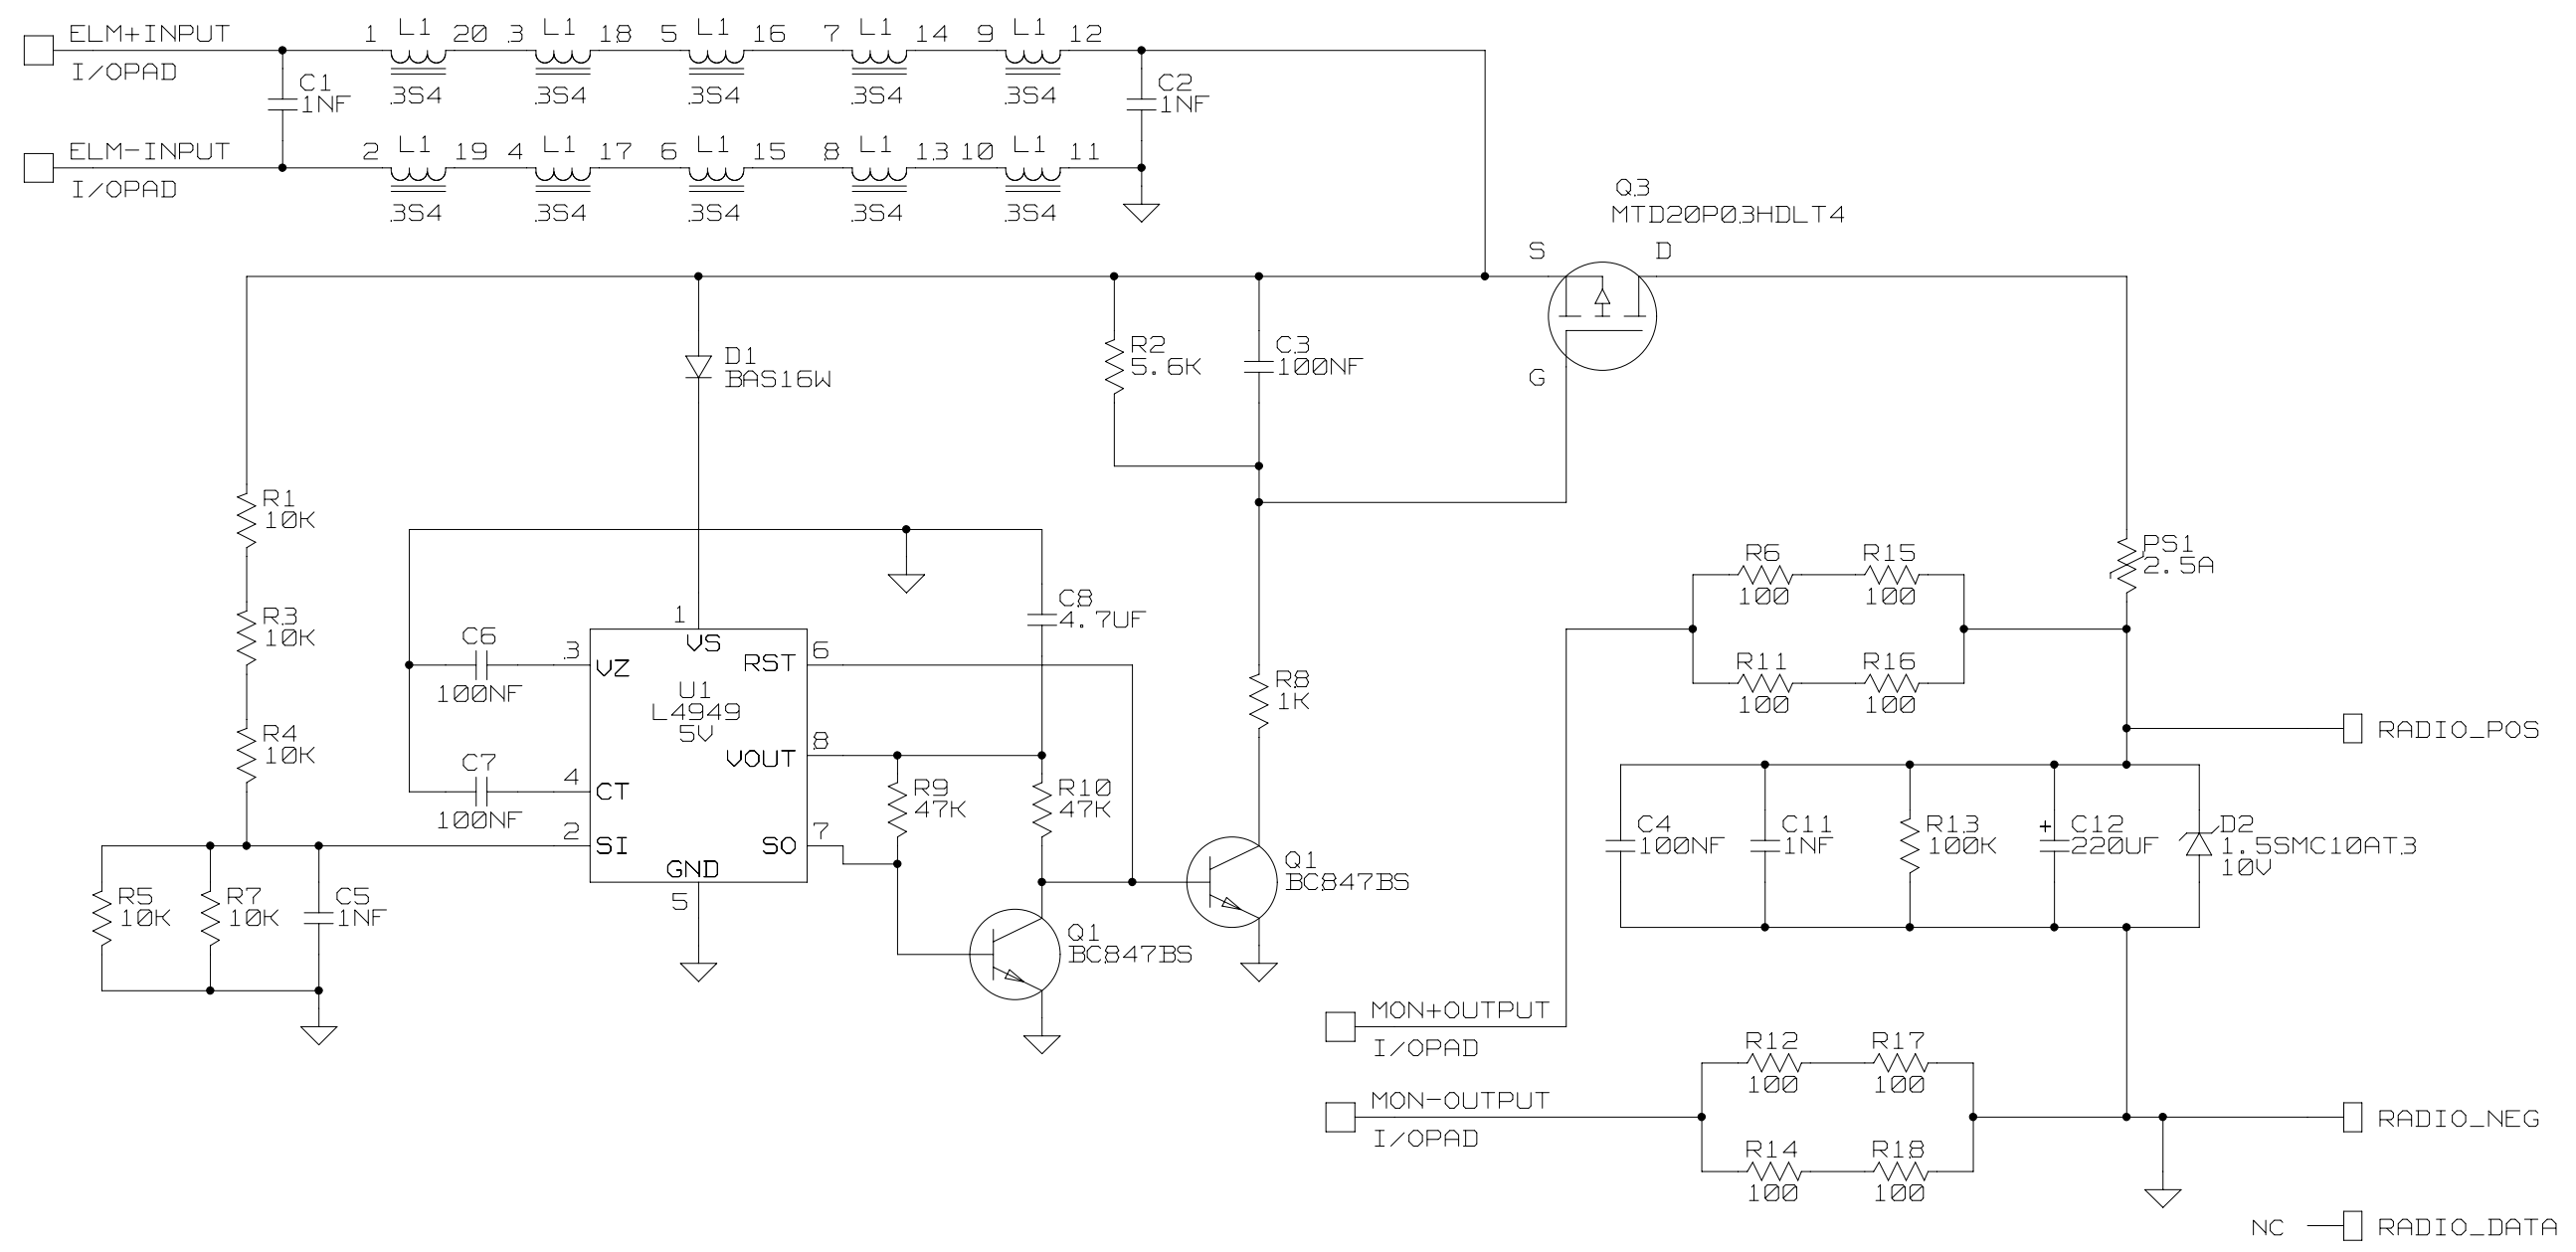 ELM+INPUT
I/OPAD
C1
1NF
1 L1 20 3 L1 18 5 L1 16 7 L1 14 9 L1 12
3S4 3S4 3S4 3S4 3S4
C2
1NF
ELM-INPUT
I/OPAD
2 L1 19 4 L1 17 6 L1 15 8 L1 13 10 L1 11
3S4 3S4 3S4 3S4 3S4
Q3
MTD20P03HDLT4
S D
G
D1
BAS16W
R2
5.6K
C3
100NF
R1
10K
R3
10K
R4
10K
R5
10K
R7
10K
C5
1NF
C6
100NF
C7
100NF
1
VS
3 VZ
4 CT
2 SI
U1
L4949
5V
RST 6
VOUT 8
SO 7
GND
5
C8
4.7UF
R9
47K
R10
47K
Q1
BC847BS
R8
1K
Q1
BC847BS
R6 R15
100 100
R11 R16
100 100
PS1
2.5A
RADIO_POS
C4
100NF
C11
1NF
R13
100K
+ C12
220UF
D2
1.5SMC10AT3
10V
MON+OUTPUT
I/OPAD
R12 R17
100 100
MON-OUTPUT
I/OPAD
R14 R18
100 100
RADIO_NEG
NC RADIO_DATA